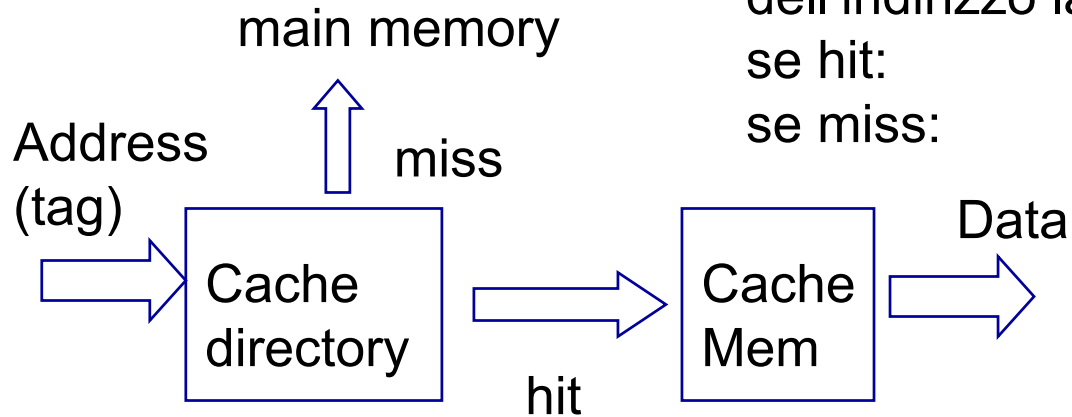 main memory
se hit:
se miss:
Address
(tag)
miss
Data
Cache
directory
Cache
Mem
hit